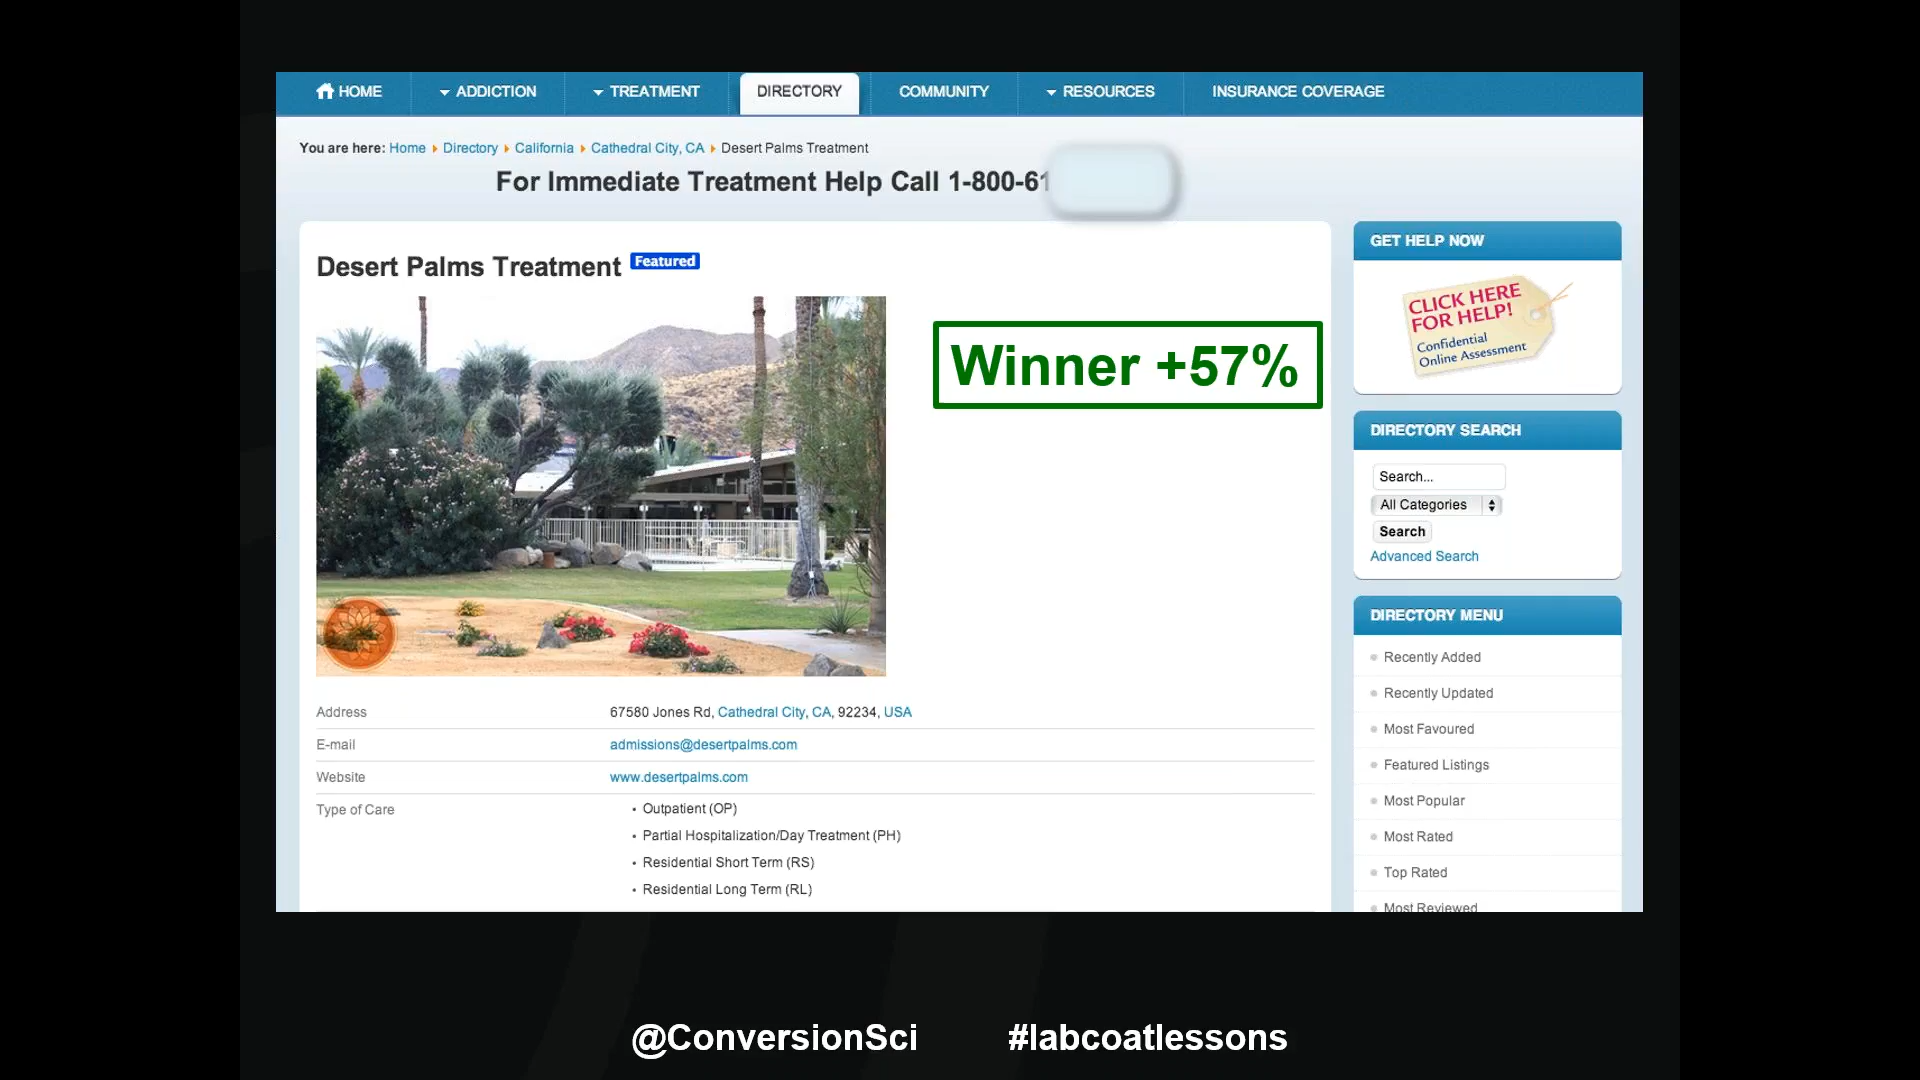 HOME ADDICTION TREATMENT DIRECTORY COMMUNITY RESOURCES INSURANCE COVERAGE
You are here: Home Directory California Cathedral City, CA Desert Palms Treatment
For Immediate Treatment Help Call 1-800-61
Desert Palms Treatment Featured
Winner +57%
Address 67580 Jones Rd, Cathedral City, CA, 92234, USA
E-mail admissions@desertpalms.com
Website www.desertpalms.com
Type of Care • Outpatient (OP)
• Partial Hospitalization/Day Treatment (PH)
• Residential Short Term (RS)
• Residential Long Term (RL)
GET HELP NOW
CLICK HERE
FOR HELP!
Confidential
Online Assessment
DIRECTORY SEARCH
Search...
All Categories
Search
Advanced Search
DIRECTORY MENU
Recently Added
Recently Updated
Most Favoured
Featured Listings
Most Popular
Most Rated
Top Rated
Most Reviewed
@ConversionSci #labcoatlessons